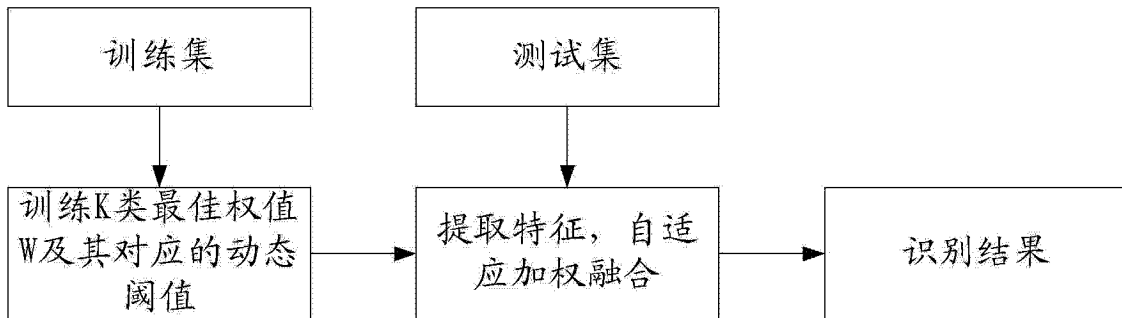 训练集
测试集
训练K类最佳权值
W及其对应的动态
阈值
提取特征，自适
应加权融合
识别结果